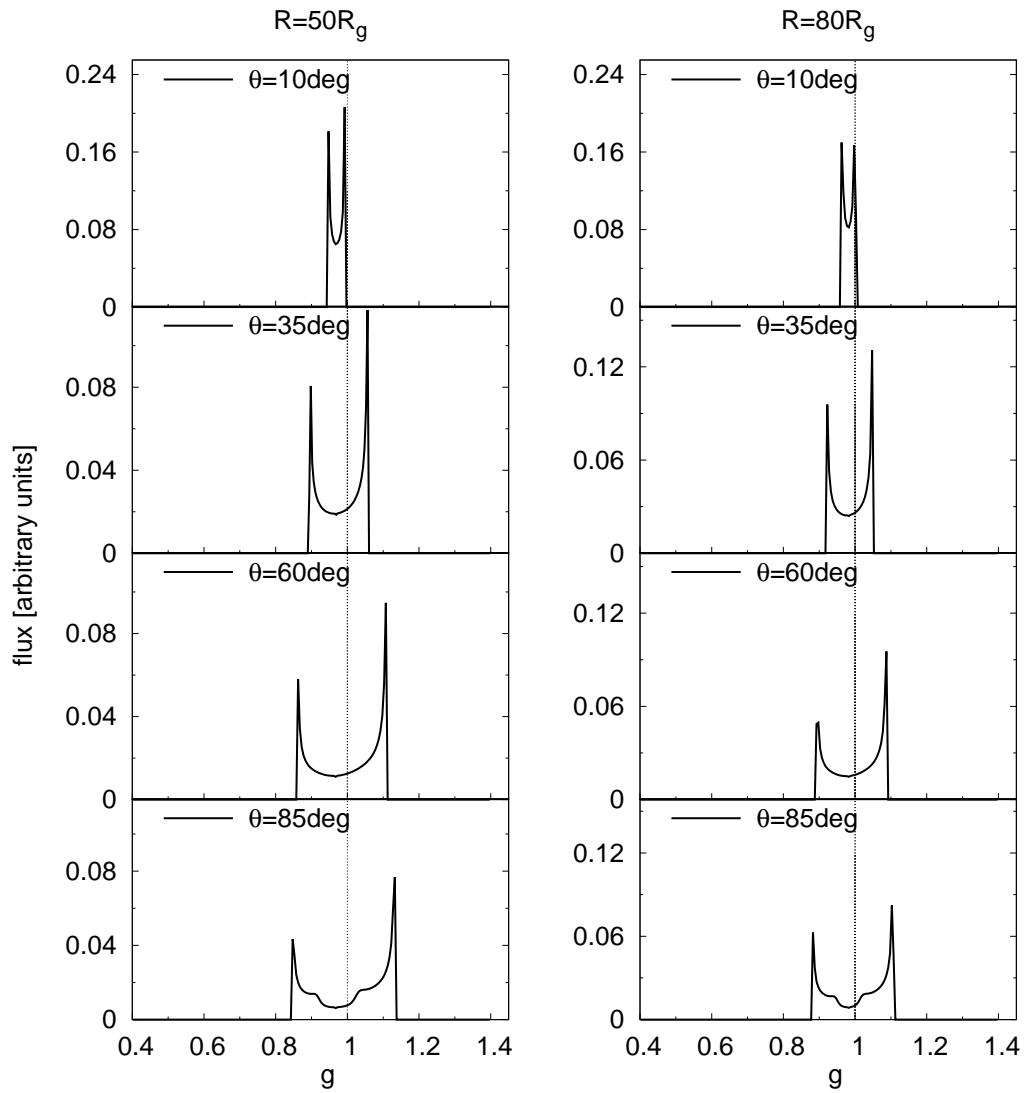 R=50R_g
R=80R_g
θ=10deg
0.24
0.16
0.08
0
θ=10deg
0.24
0.16
0.08
0
θ=35deg
0.08
0.04
0
θ=35deg
0.12
0.06
0
flux [arbitrary units]
θ=60deg
0.08
0.04
0
θ=60deg
0.12
0.06
0
θ=85deg
0.08
0.04
0
θ=85deg
0.12
0.06
0
0.4 0.6 0.8 1 1.2 1.4
g
0.4 0.6 0.8 1 1.2 1.4
g